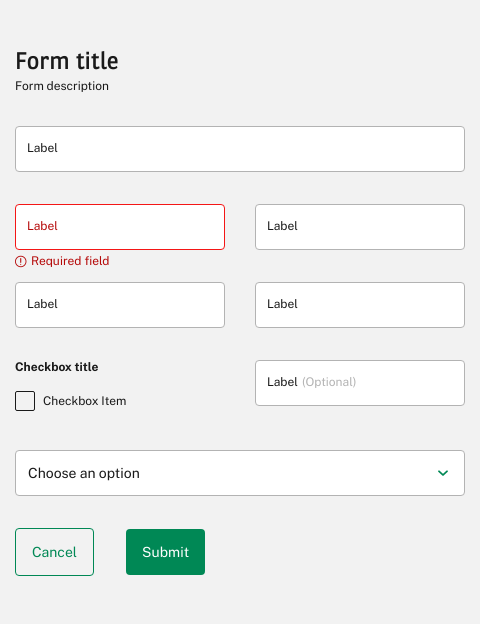 Form title
Form description
Label
Label
Label
Required field
Label
Label
Checkbox title
Checkbox Item
Label (Optional)
Choose an option
Cancel
Submit